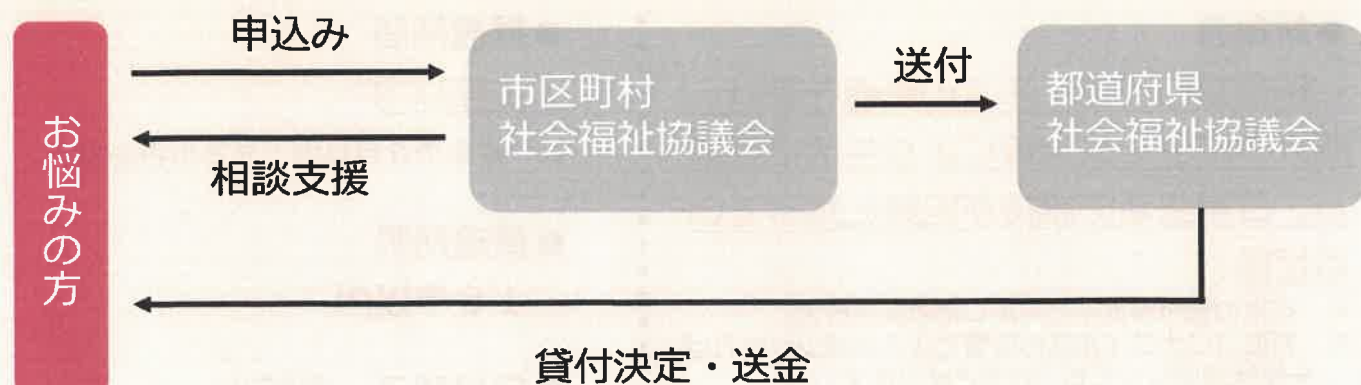 申込み
お悩みの方
相談支援
市区町村
社会福祉協議会
送付
都道府県
社会福祉協議会
貸付決定・送金